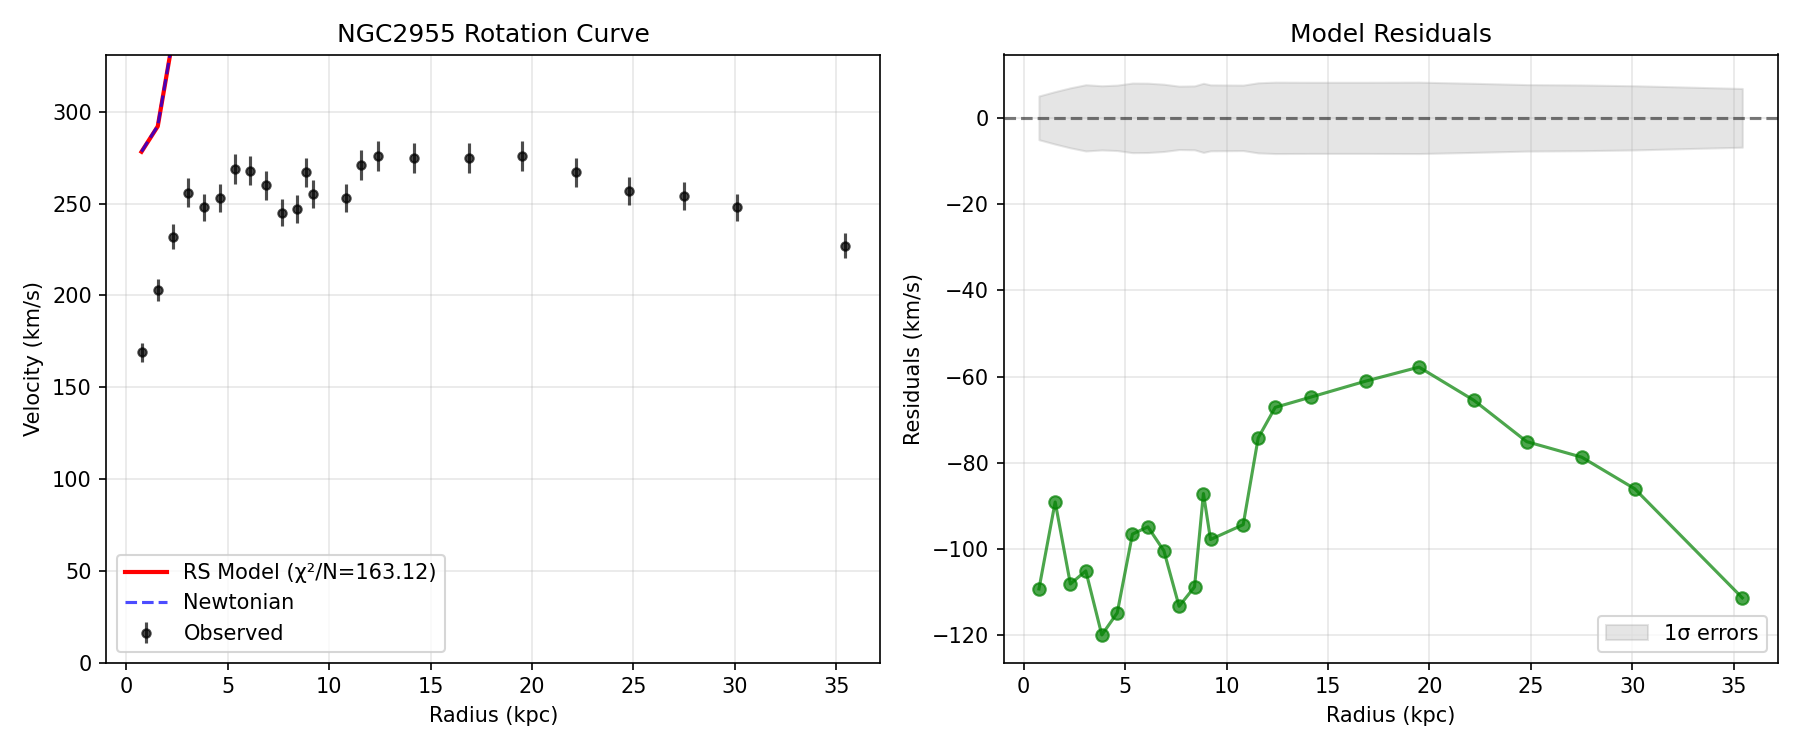 NGC2955 Rotation Curve
Velocity (km/s)
300
250
200
150
100
50
0
RS Model (χ²/N=163.12)
Newtonian
Observed
0 5 10 15 20 25 30 35
Radius (kpc)
Model Residuals
Residuals (km/s)
0
−20
−40
−60
−80
−100
−120
1σ errors
0 5 10 15 20 25 30 35
Radius (kpc)